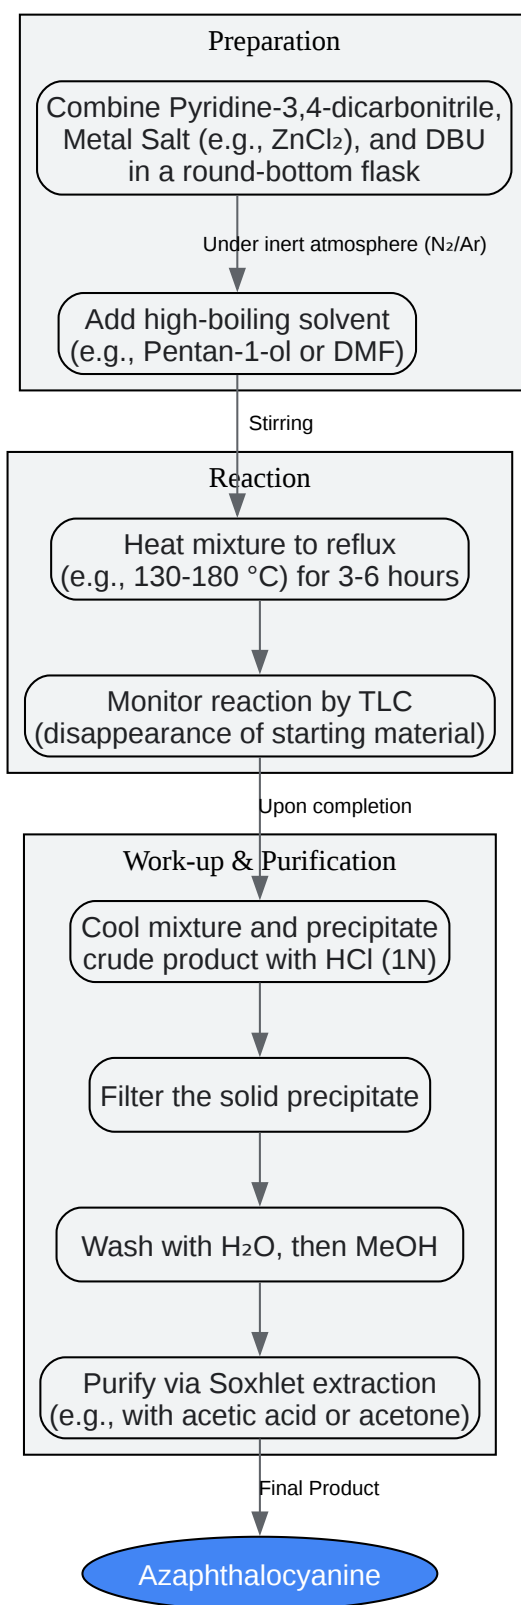 Preparation
Combine Pyridine-3,4-dicarbonitrile,
Metal Salt (e.g., ZnCl₂), and DBU
in a round-bottom flask
Under inert atmosphere (N₂/Ar)
Add high-boiling solvent
(e.g., Pentan-1-ol or DMF)
Stirring
Reaction
Heat mixture to reflux
(e.g., 130-180 °C) for 3-6 hours
Monitor reaction by TLC
(disappearance of starting material)
Upon completion
Work-up & Purification
Cool mixture and precipitate
crude product with HCl (1N)
Filter the solid precipitate
Wash with H₂O, then MeOH
Purify via Soxhlet extraction
(e.g., with acetic acid or acetone)
Final Product
Azaphthalocyanine